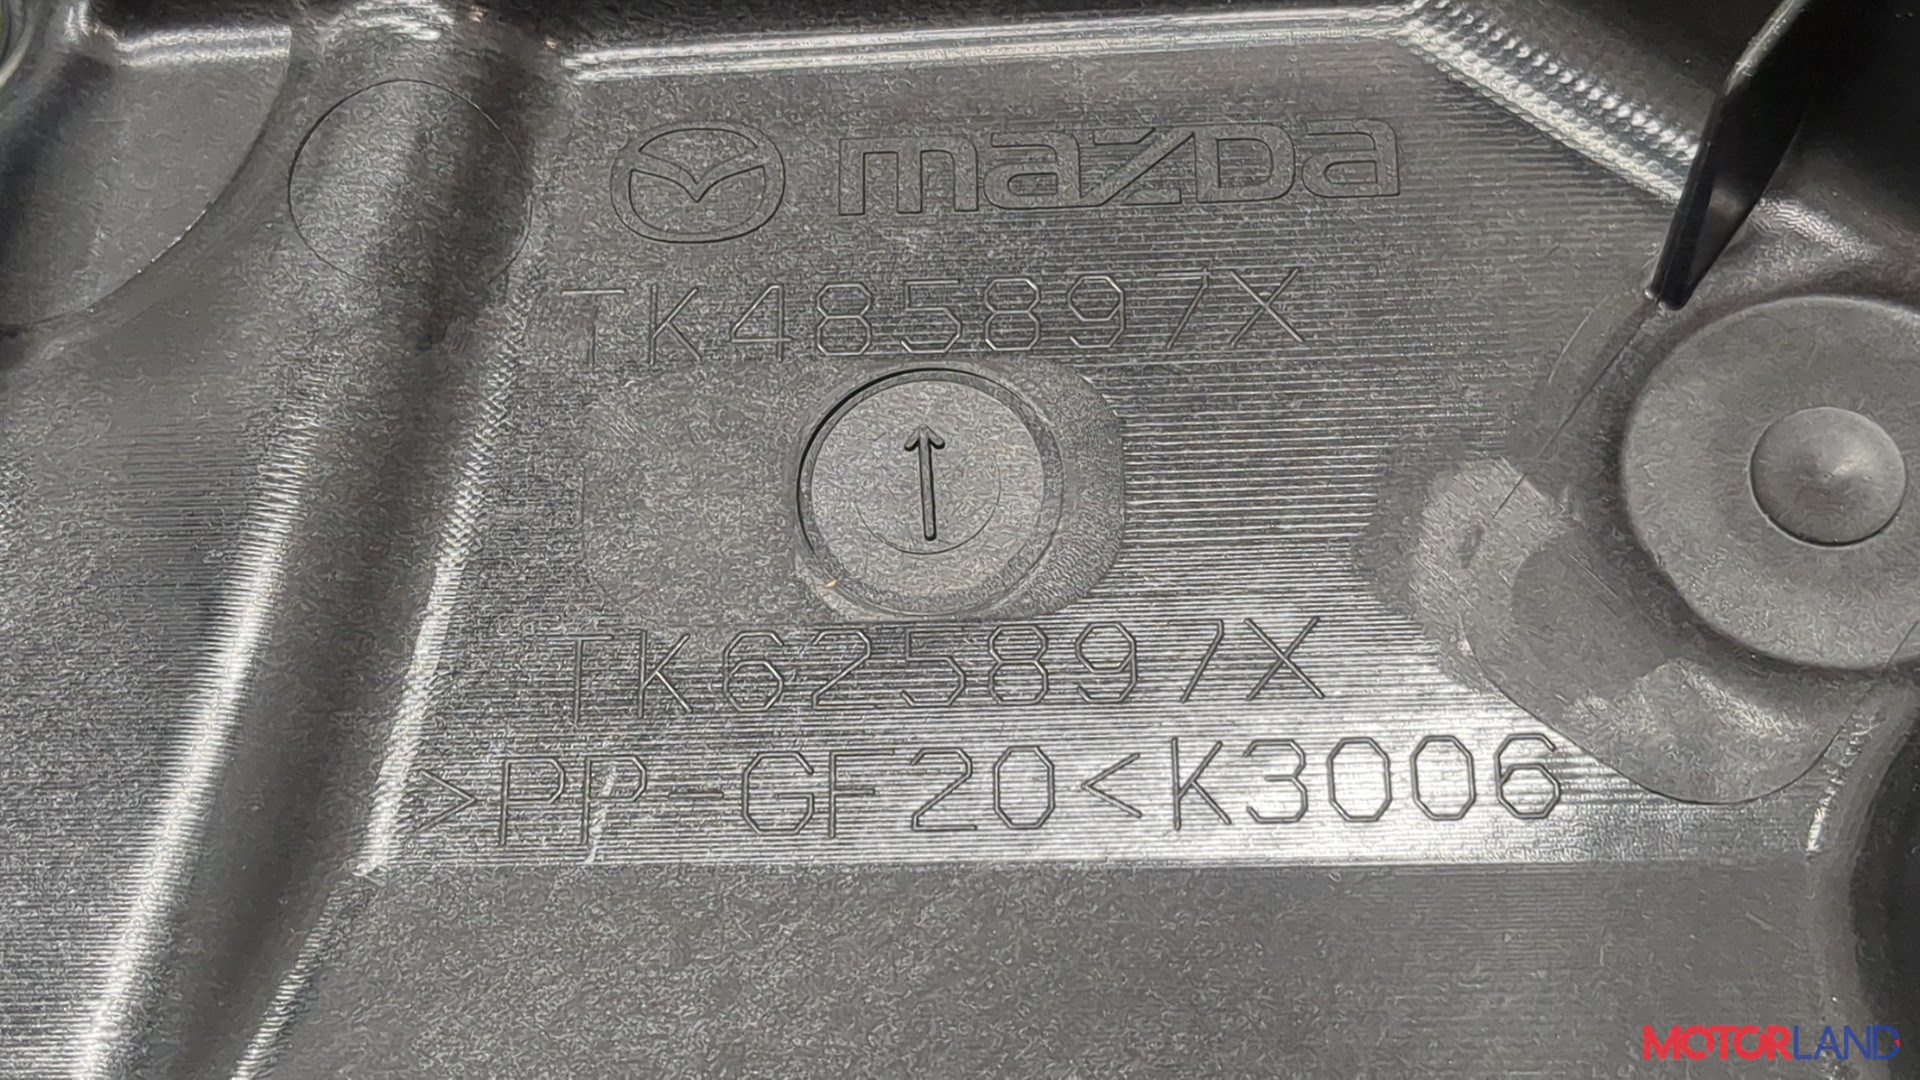 mazda
TK485897X
TK625897X
>PP-GF20<K3006
MOTORLAND